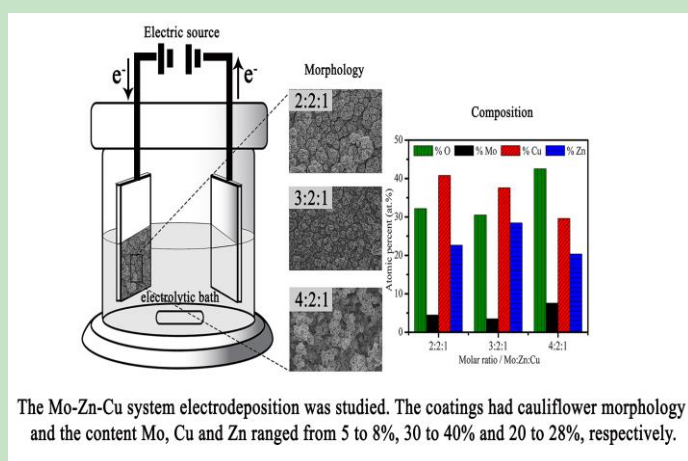 Electric source
e-
e-
Morphology
2:2:1
3:2:1
4:2:1
electrolytic bath
Composition
% O % Mo % Cu % Zn
Atomic percent (at.%)
50
40
30
20
10
0
2:2:1 3:2:1 4:2:1
Molar ratio / Mo:Zn:Cu
The Mo-Zn-Cu system electrodeposition was studied. The coatings had cauliflower morphology
and the content Mo, Cu and Zn ranged from 5 to 8%, 30 to 40% and 20 to 28%, respectively.